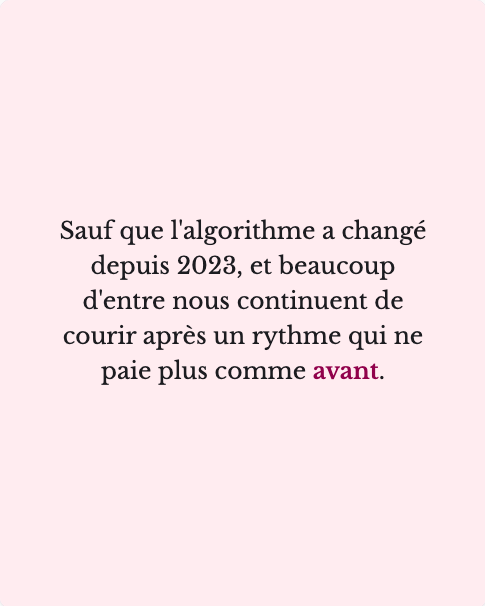 Sauf que l'algorithme a changé
depuis 2023, et beaucoup
d'entre nous continuent de
courir après un rythme qui ne
paie plus comme avant.